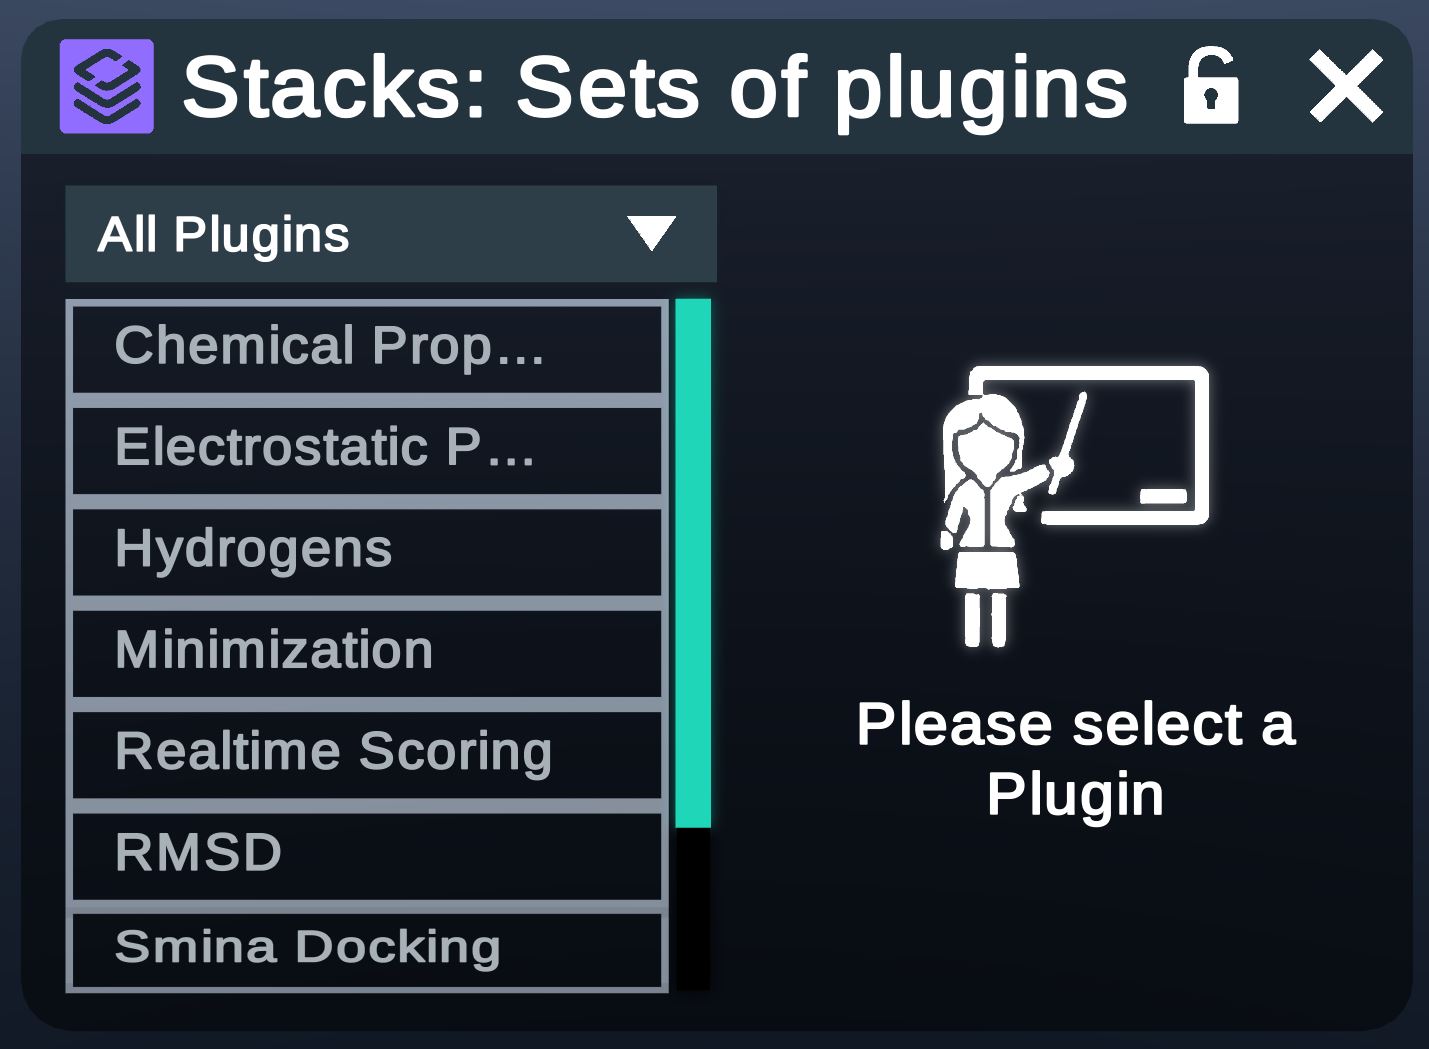 Stacks: Sets of plugins
All Plugins
Chemical Prop...
Electrostatic P...
Hydrogens
Minimization
Realtime Scoring
RMSD
Smina Docking
Please select a
Plugin